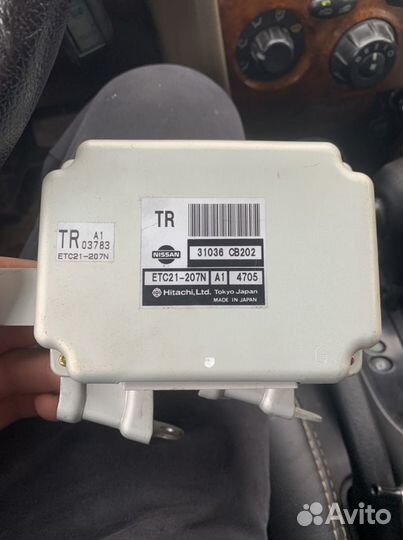 TR A1
03783
ETC21-207N
TR
NISSAN
31036 CB202
ETC21-207N A1 4705
Hitachi, Ltd. Tokyo Japan
MADE IN JAPAN
Avito